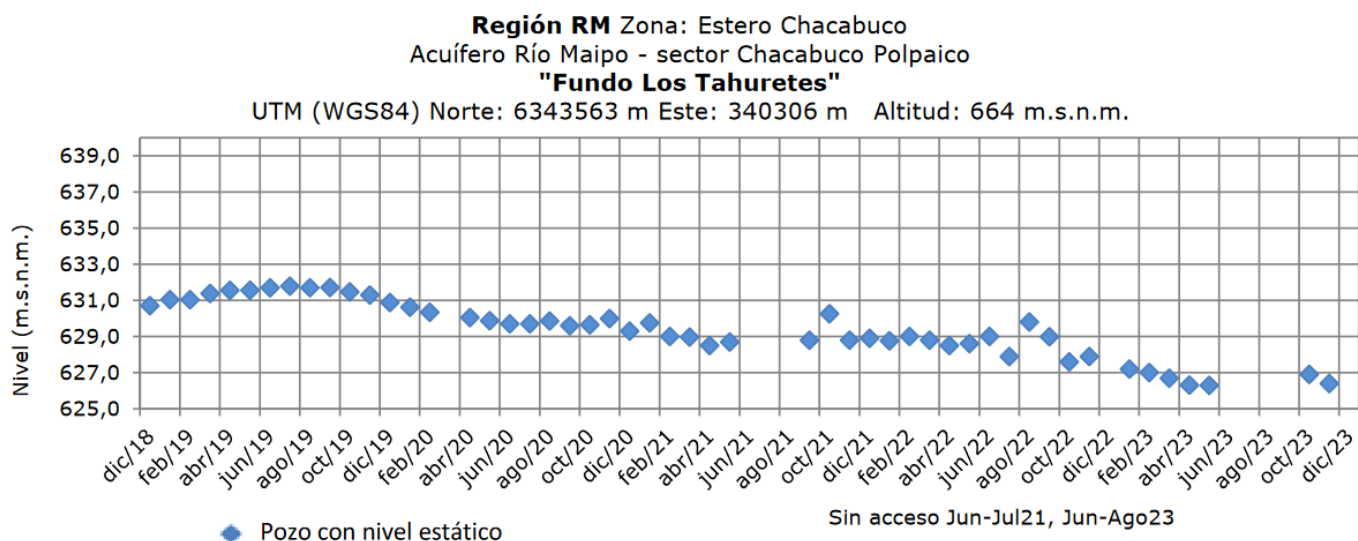 Región RM Zona: Estero Chacabuco
Acuífero Río Maipo - sector Chacabuco Polpaico
"Fundo Los Tahuretes"
UTM (WGS84) Norte: 6343563 m Este: 340306 m   Altitud: 664 m.s.n.m.
Nivel (m.s.n.m.)
639,0
637,0
635,0
633,0
631,0
629,0
627,0
625,0
dic/18 feb/19 abr/19 jun/19 ago/19 oct/19 dic/19 feb/20 abr/20 jun/20 ago/20 oct/20 dic/20 feb/21 abr/21 jun/21 ago/21 oct/21 dic/21 feb/22 abr/22 jun/22 ago/22 oct/22 dic/22 feb/23 abr/23 jun/23 ago/23 oct/23 dic/23
Pozo con nivel estático
Sin acceso Jun-Jul21, Jun-Ago23